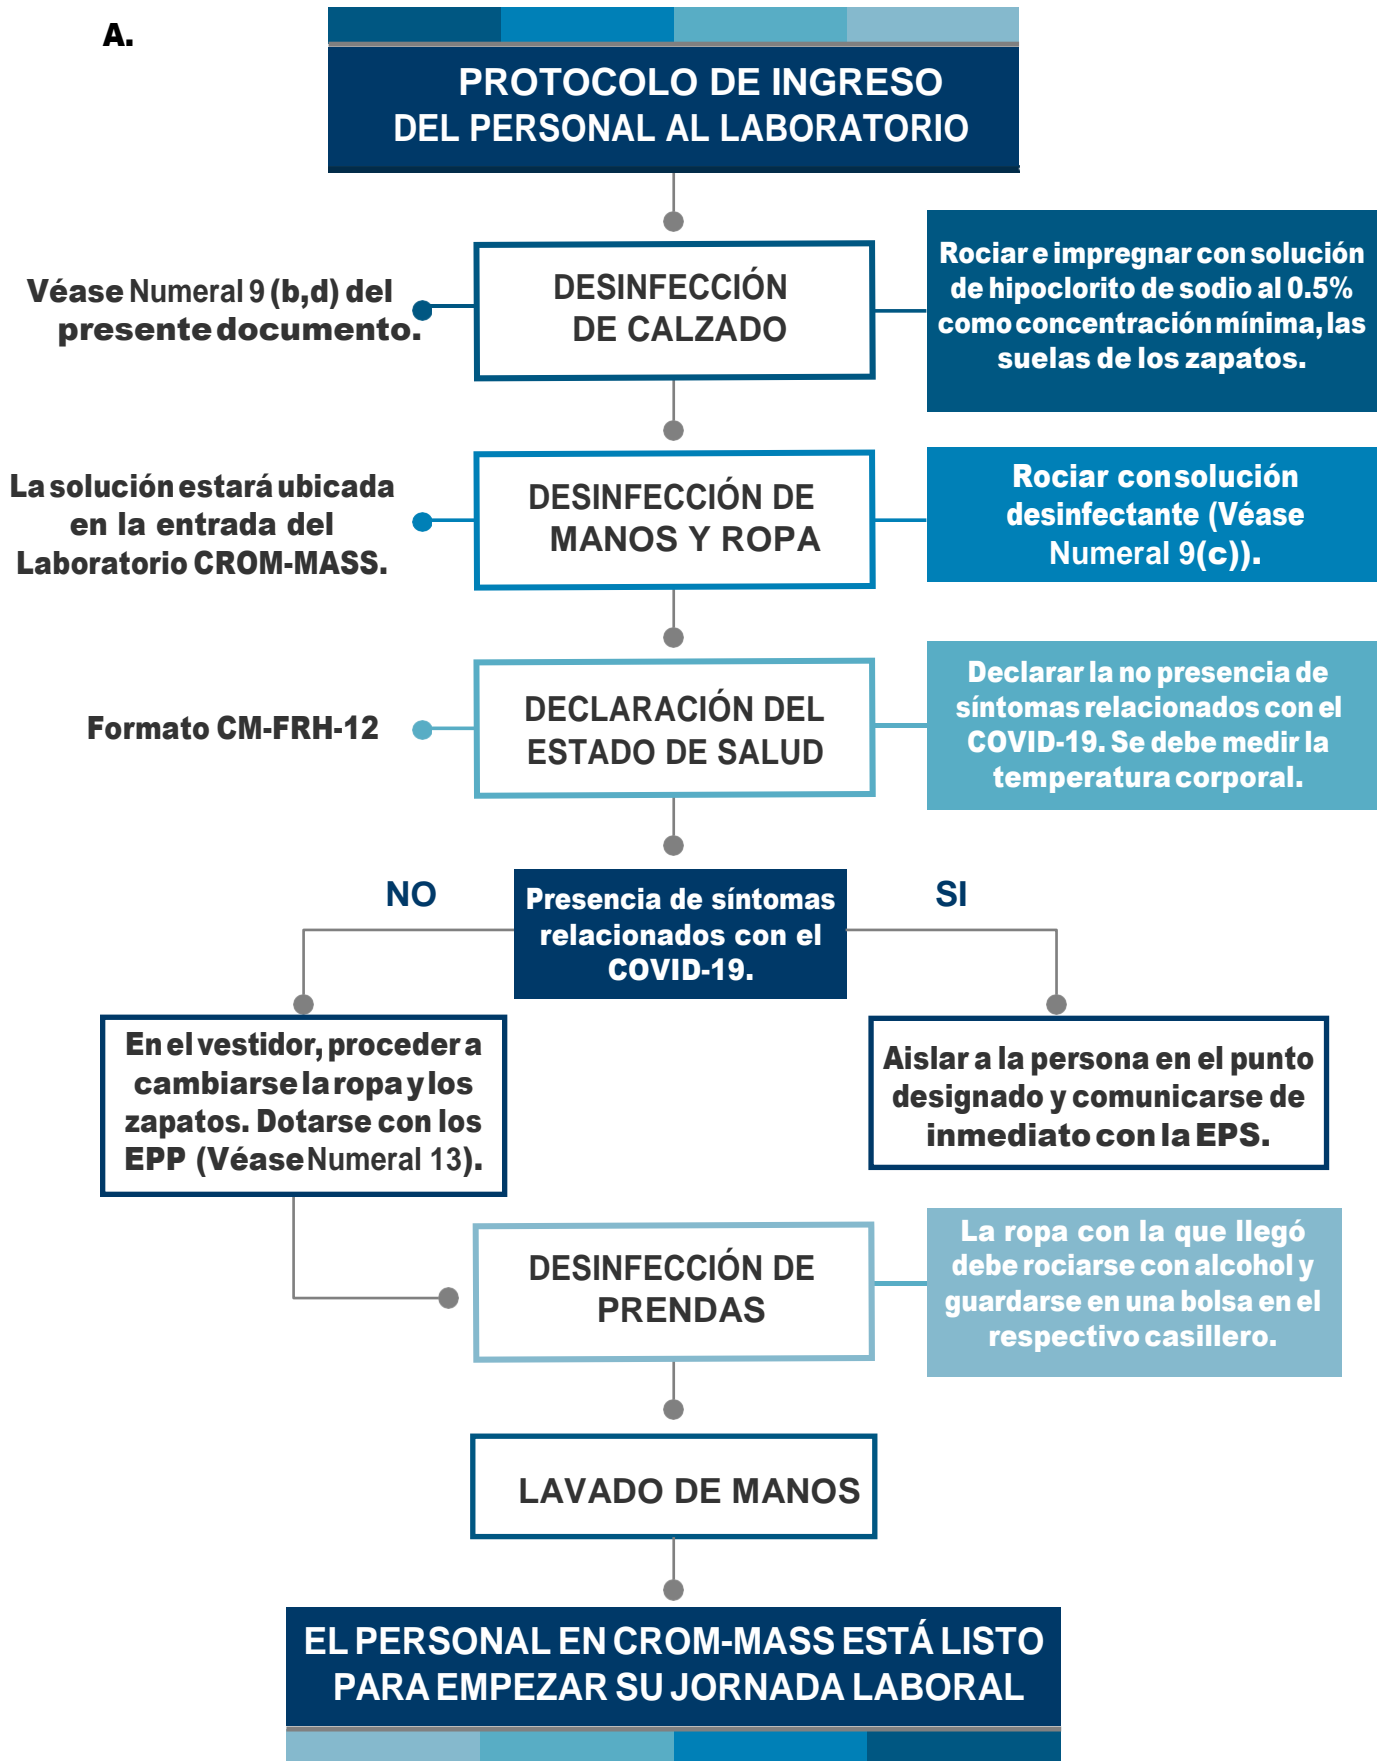 A.
PROTOCOLO DE INGRESO
DEL PERSONAL AL LABORATORIO
Véase Numeral 9 (b,d) del
presente documento.
DESINFECCIÓN
DE CALZADO
Rociar e impregnar con solución
de hipoclorito de sodio al 0.5%
como concentración mínima, las
suelas de los zapatos.
La solución estará ubicada
en la entrada del
Laboratorio CROM-MASS.
DESINFECCIÓN DE
MANOS Y ROPA
Rociar con solución
desinfectante (Véase
Numeral 9(c)).
Formato CM-FRH-12
DECLARACIÓN DEL
ESTADO DE SALUD
Declarar la no presencia de
síntomas relacionados con el
COVID-19. Se debe medir la
temperatura corporal.
NO
Presencia de síntomas
relacionados con el
COVID-19.
SI
En el vestidor, proceder a
cambiarse la ropa y los
zapatos. Dotarse con los
EPP (Véase Numeral 13).
Aislar a la persona en el punto
designado y comunicarse de
inmediato con la EPS.
DESINFECCIÓN DE
PRENDAS
La ropa con la que llegó
debe rociarse con alcohol y
guardarse en una bolsa en el
respectivo casillero.
LAVADO DE MANOS
EL PERSONAL EN CROM-MASS ESTÁ LISTO
PARA EMPEZAR SU JORNADA LABORAL